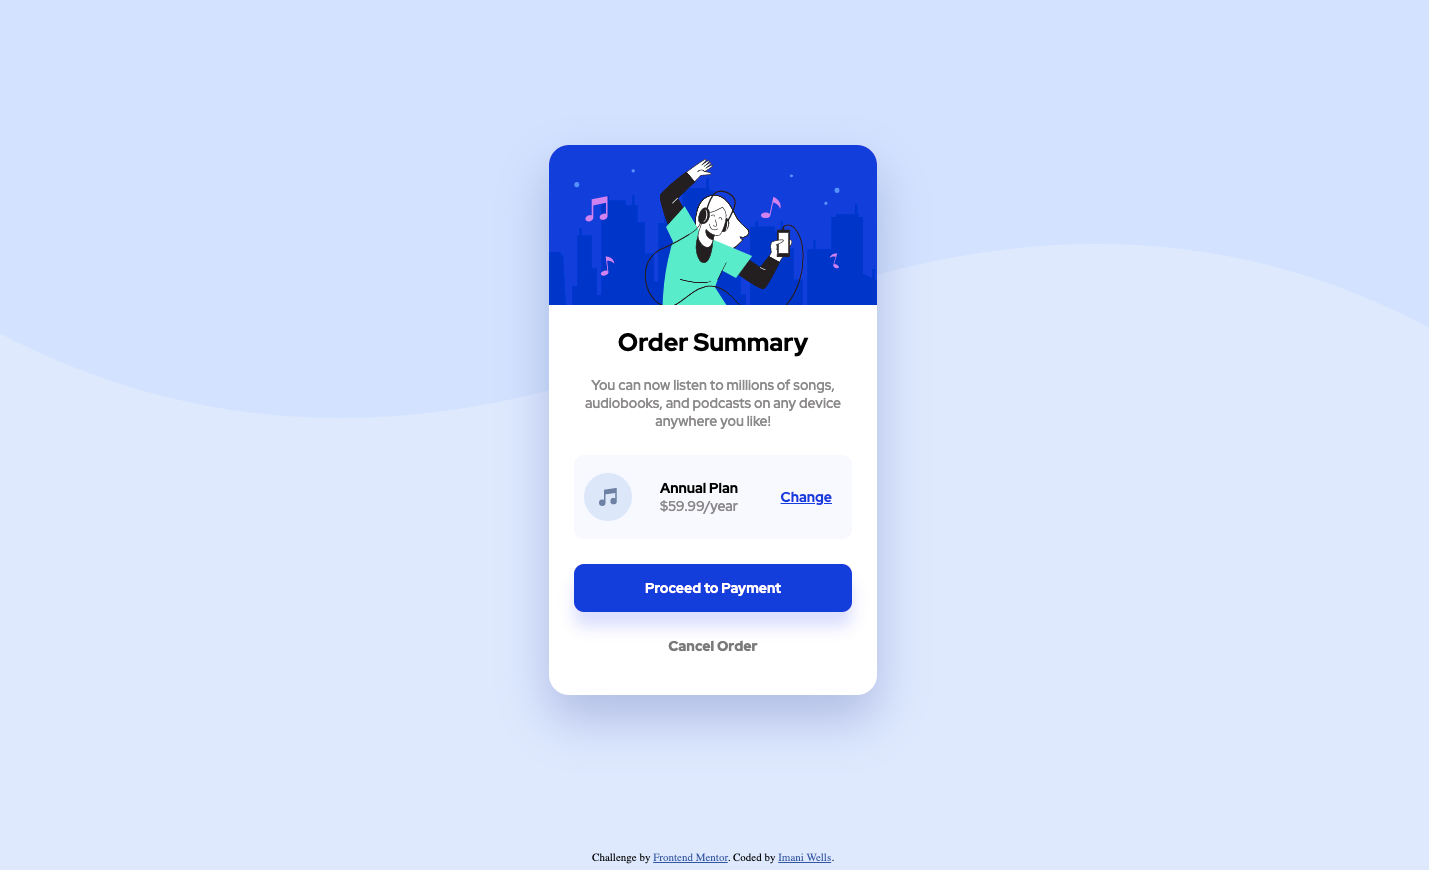 Order Summary
You can now listen to millions of songs,
audiobooks, and podcasts on any device
anywhere you like!
Annual Plan
$59.99/year
Change
Proceed to Payment
Cancel Order
Challenge by Frontend Mentor. Coded by Imani Wells.